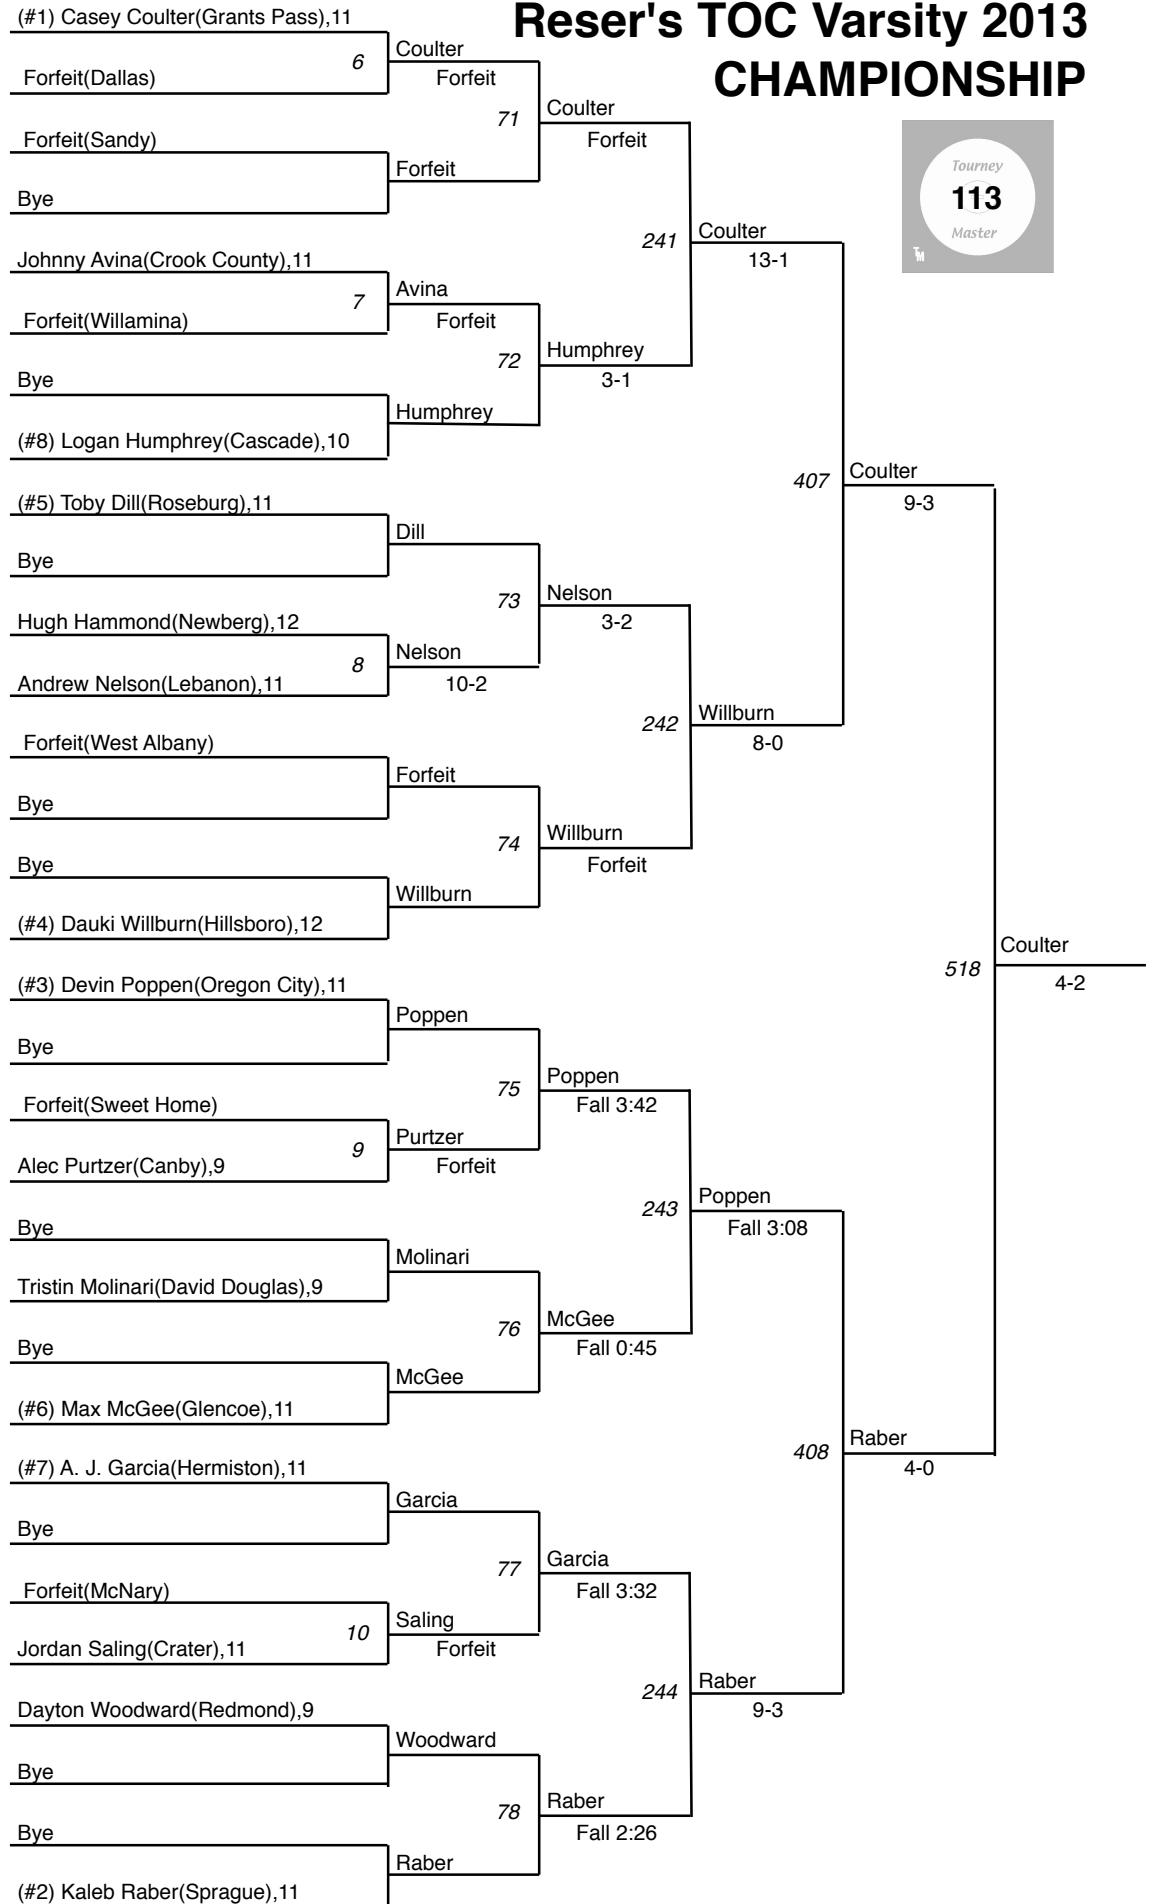 Reser's TOC Varsity 2013
CHAMPIONSHIP
Tourney
113
Master
TM
(#1) Casey Coulter(Grants Pass),11
6
Coulter
Forfeit
Forfeit(Dallas)
71
Coulter
Forfeit
Forfeit(Sandy)
Forfeit
Bye
241
Coulter
13-1
Johnny Avina(Crook County),11
7
Avina
Forfeit
Forfeit(Willamina)
72
Humphrey
3-1
Bye
Humphrey
(#8) Logan Humphrey(Cascade),10
407
Coulter
9-3
(#5) Toby Dill(Roseburg),11
Dill
Bye
73
Nelson
3-2
Hugh Hammond(Newberg),12
8
Nelson
10-2
Andrew Nelson(Lebanon),11
242
Willburn
8-0
Forfeit(West Albany)
Forfeit
Bye
74
Willburn
Forfeit
Bye
Willburn
(#4) Dauki Willburn(Hillsboro),12
518
Coulter
4-2
(#3) Devin Poppen(Oregon City),11
Poppen
Bye
75
Poppen
Fall 3:42
Forfeit(Sweet Home)
9
Purtzer
Forfeit
Alec Purtzer(Canby),9
243
Poppen
Fall 3:08
Bye
Molinari
Tristin Molinari(David Douglas),9
76
McGee
Fall 0:45
Bye
McGee
(#6) Max McGee(Glencoe),11
408
Raber
4-0
(#7) A. J. Garcia(Hermiston),11
Garcia
Bye
77
Garcia
Fall 3:32
Forfeit(McNary)
10
Saling
Forfeit
Jordan Saling(Crater),11
244
Raber
9-3
Dayton Woodward(Redmond),9
Woodward
Bye
78
Raber
Fall 2:26
Bye
Raber
(#2) Kaleb Raber(Sprague),11